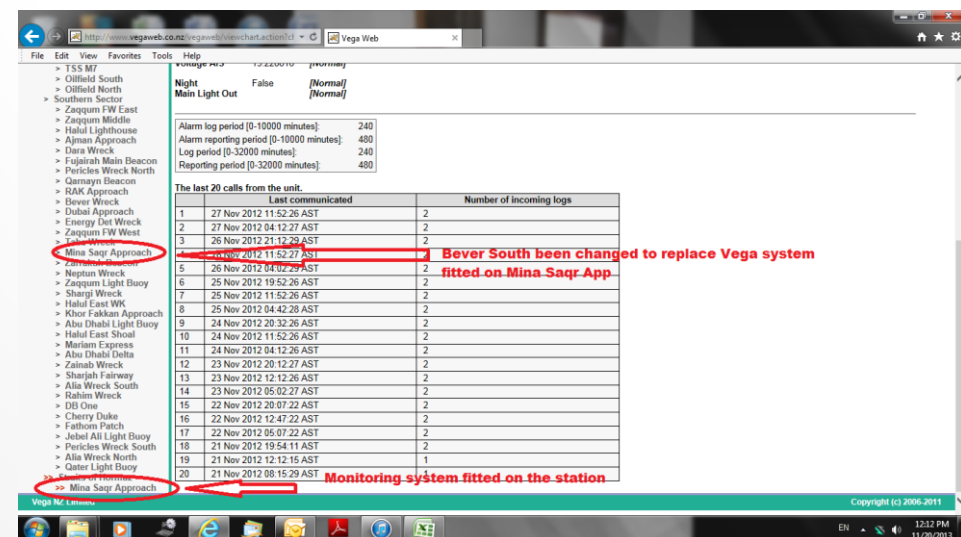 http://www.vegaweb.co.nz/vegaweb/viewchart.action?cl
Vega Web
File Edit View Favorites Tools Help
> TSS M7
> Oilfield South
> Oilfield North
> Southern Sector
> Zaqqum FW East
> Zaqqum Middle
> Halul Lighthouse
> Ajman Approach
> Dara Wreck
> Fujairah Main Beacon
> Pericles Wreck North
> Qarnayn Beacon
> RAK Approach
> Bever Wreck
> Dubai Approach
> Energy Det Wreck
> Zaqqum FW West
> Taba Wreck
> Mina Saqr Approach
> Neptun Wreck
> Zaqqum Light Buoy
> Shargi Wreck
> Halul East WK
> Khor Fakkan Approach
> Abu Dhabi Light Buoy
> Halul East Shoal
> Mariam Express
> Abu Dhabi Delta
> Zainab Wreck
> Sharjah Fairway
> Alia Wreck South
> Rahim Wreck
> DB One
> Cherry Duke
> Fathom Patch
> Jebel Ali Light Buoy
> Pericles Wreck South
> Alia Wreck North
> Qater Light Buoy
>> Straits of Hormuz
>> Mina Saqr Approach
Night False [Normal]
Main Light Out [Normal]
Alarm log period [0-10000 minutes]: 240
Alarm reporting period [0-10000 minutes]: 480
Log period [0-32000 minutes]: 240
Reporting period [0-32000 minutes]: 480
The last 20 calls from the unit.
Last communicated Number of incoming logs
1 27 Nov 2012 11:52:26 AST 2
2 27 Nov 2012 04:12:27 AST 2
3 26 Nov 2012 21:12:29 AST 2
26 Nov 2012 11:52:27 AST
5 26 Nov 2012 04:02:29 AST 2
6 25 Nov 2012 19:52:26 AST 2
7 25 Nov 2012 11:52:26 AST 2
8 25 Nov 2012 04:42:28 AST 2
9 24 Nov 2012 20:32:26 AST 2
10 24 Nov 2012 11:52:26 AST 2
11 24 Nov 2012 04:12:26 AST 2
12 23 Nov 2012 20:12:27 AST 2
13 23 Nov 2012 12:12:26 AST 2
14 23 Nov 2012 05:02:27 AST 2
15 22 Nov 2012 20:07:22 AST 2
16 22 Nov 2012 12:47:22 AST 2
17 22 Nov 2012 05:07:22 AST 2
18 21 Nov 2012 19:54:11 AST 2
19 21 Nov 2012 12:12:15 AST 1
20 21 Nov 2012 08:15:29 AST
Bever South been changed to replace Vega system
fitted on Mina Saqr App
Monitoring system fitted on the station
Vega NZ Limited
Copyright (c) 2006-2011
EN
12:12 PM
11/20/2013